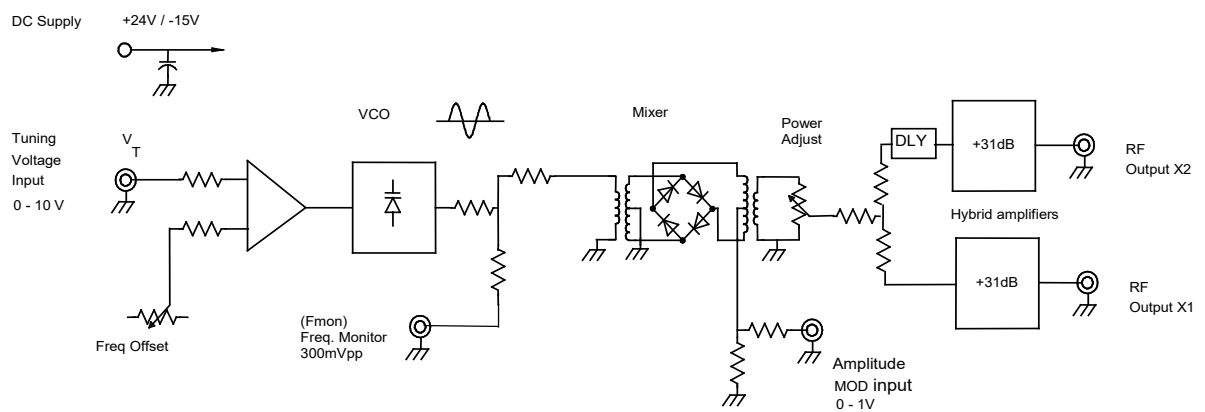 DC Supply +24V / -15V
VCO
Mixer
Power
Adjust
DLY
+31dB
RF
Output X2
Tuning
Voltage
Input
0 - 10 V
V
T
Hybrid amplifiers
+31dB
RF
Output X1
Freq Offset
(Fmon)
Freq. Monitor
300mVpp
Amplitude
MOD input
0 - 1V